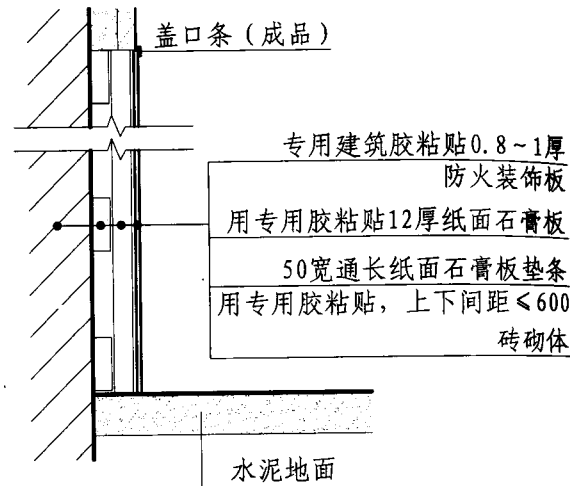 盖口条（成品）
专用建筑胶粘贴0.8~1厚
防火装饰板
用专用胶粘贴12厚纸面石膏板
50宽通长纸面石膏板垫条
用专用胶粘贴，上下间距≤600
砖砌体
水泥地面